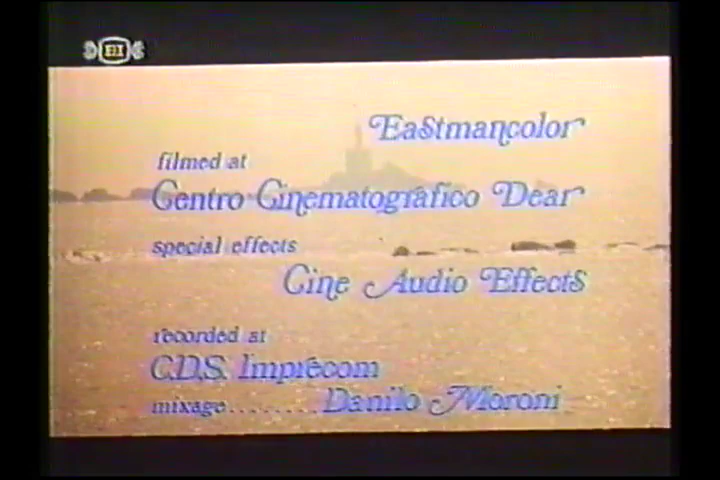 Eastmancolor
filmed at
Centro Cinematografico Dear
special effects
Cine Audio Effects
recorded at
C.D.S. Imprecom
mixage........Danilo Moroni